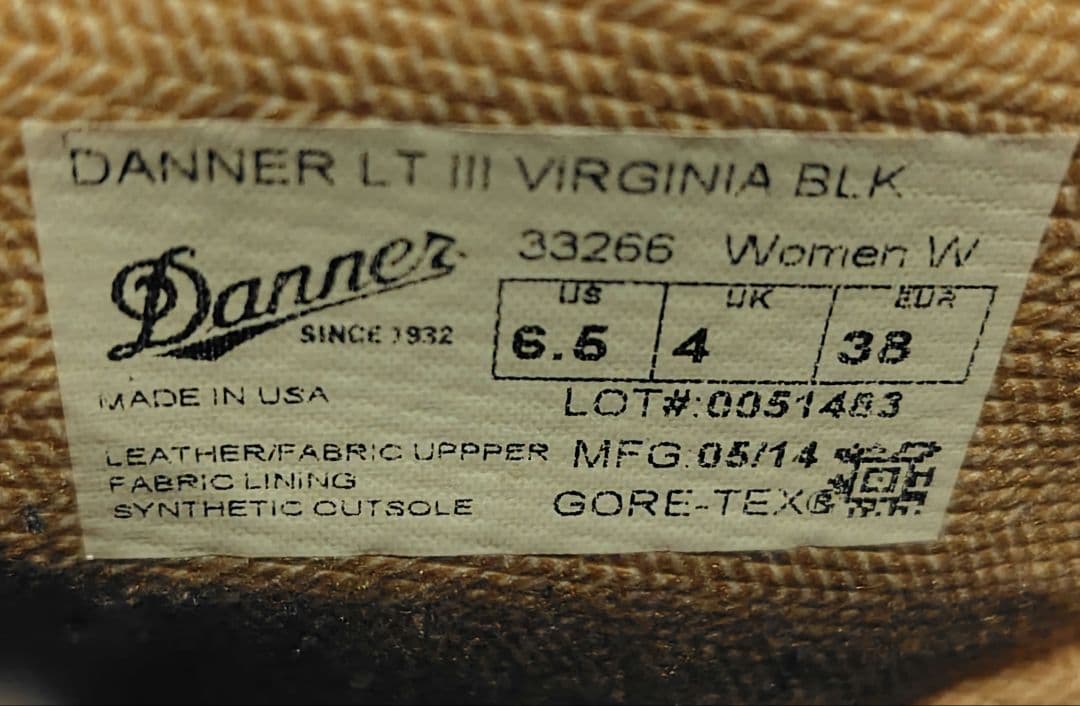 DANNER LT III VIRGINIA BLK
Danner
SINCE 1932
33266 Women W
US UK EUR
6.5 4 38
MADE IN USA
LOT#:0051483
LEATHER/FABRIC UPPPER
FABRIC LINING
SYNTHETIC OUTSOLE
MFG:05/14
GORE-TEX®